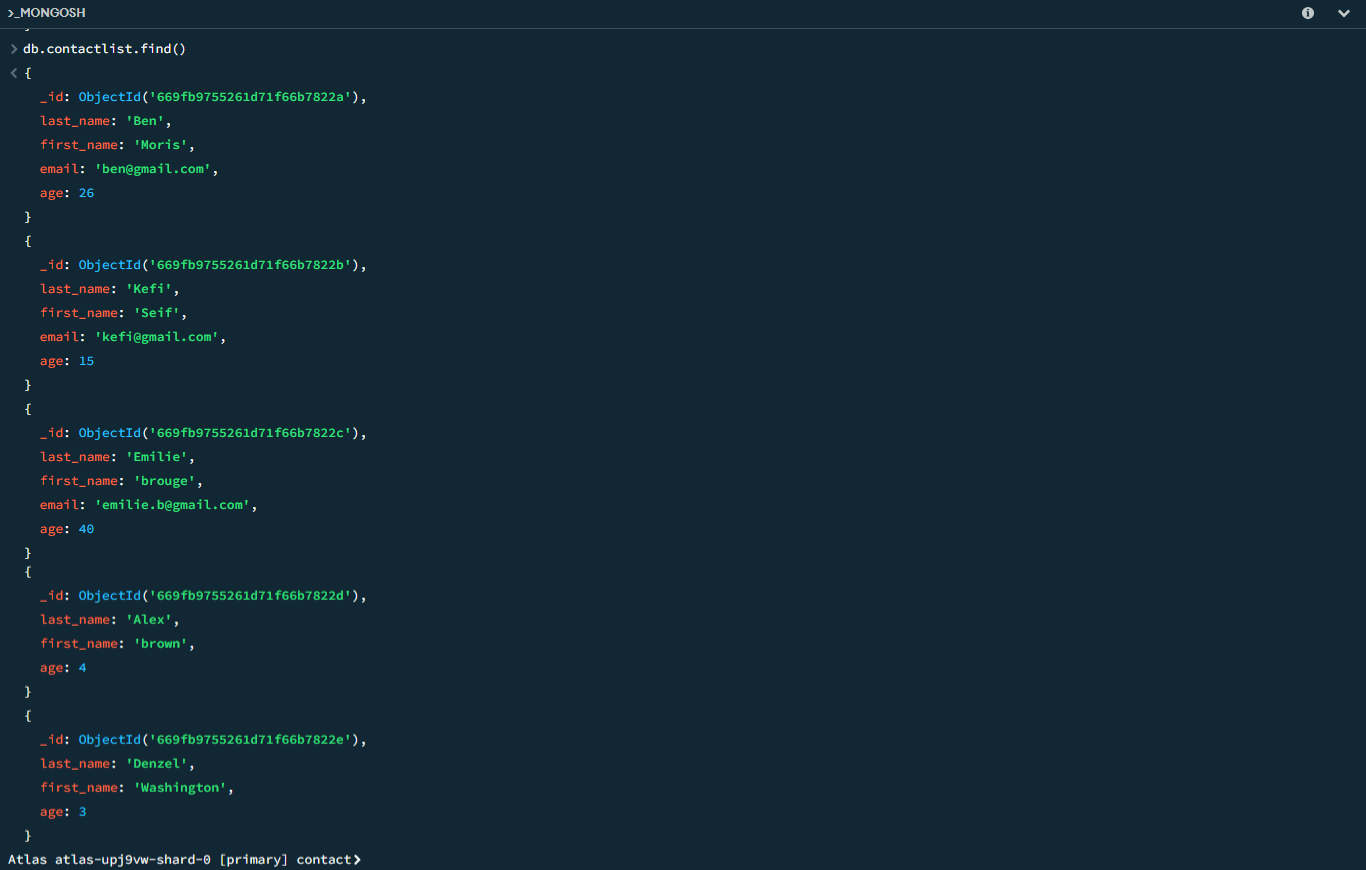 >_MONGOSH
> db.contactlist.find()
< {
_id: ObjectId('669fb9755261d71f66b7822a'),
last_name: 'Ben',
first_name: 'Moris',
email: 'ben@gmail.com',
age: 26
}
{
_id: ObjectId('669fb9755261d71f66b7822b'),
last_name: 'Kefi',
first_name: 'Seif',
email: 'kefi@gmail.com',
age: 15
}
{
_id: ObjectId('669fb9755261d71f66b7822c'),
last_name: 'Emilie',
first_name: 'brouge',
email: 'emilie.b@gmail.com',
age: 40
}
{
_id: ObjectId('669fb9755261d71f66b7822d'),
last_name: 'Alex',
first_name: 'brown',
age: 4
}
{
_id: ObjectId('669fb9755261d71f66b7822e'),
last_name: 'Denzel',
first_name: 'Washington',
age: 3
}
Atlas atlas-upj9vw-shard-0 [primary] contact>